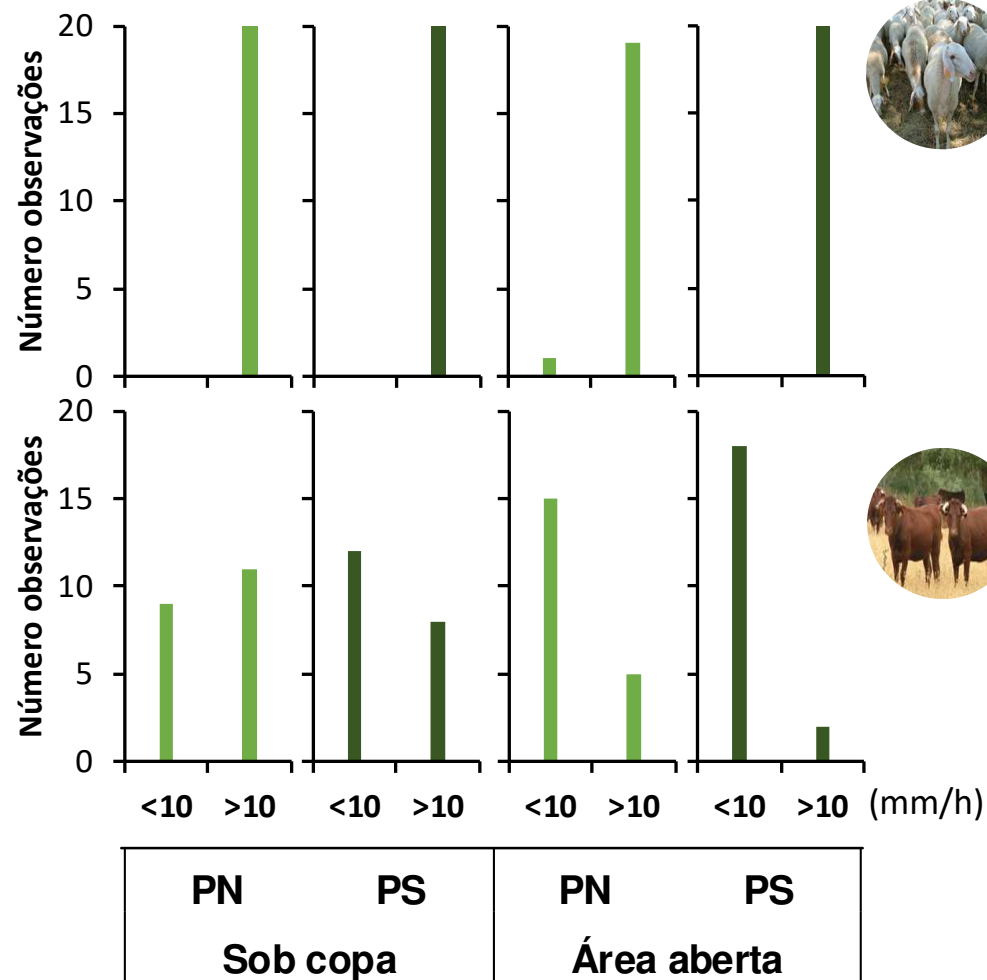 Número observações
20
15
10
5
0
Número observações
20
15
10
5
0
<10 >10 <10 >10 <10 >10 <10 >10 (mm/h)
PN PS PN PS
Sob copa Área aberta